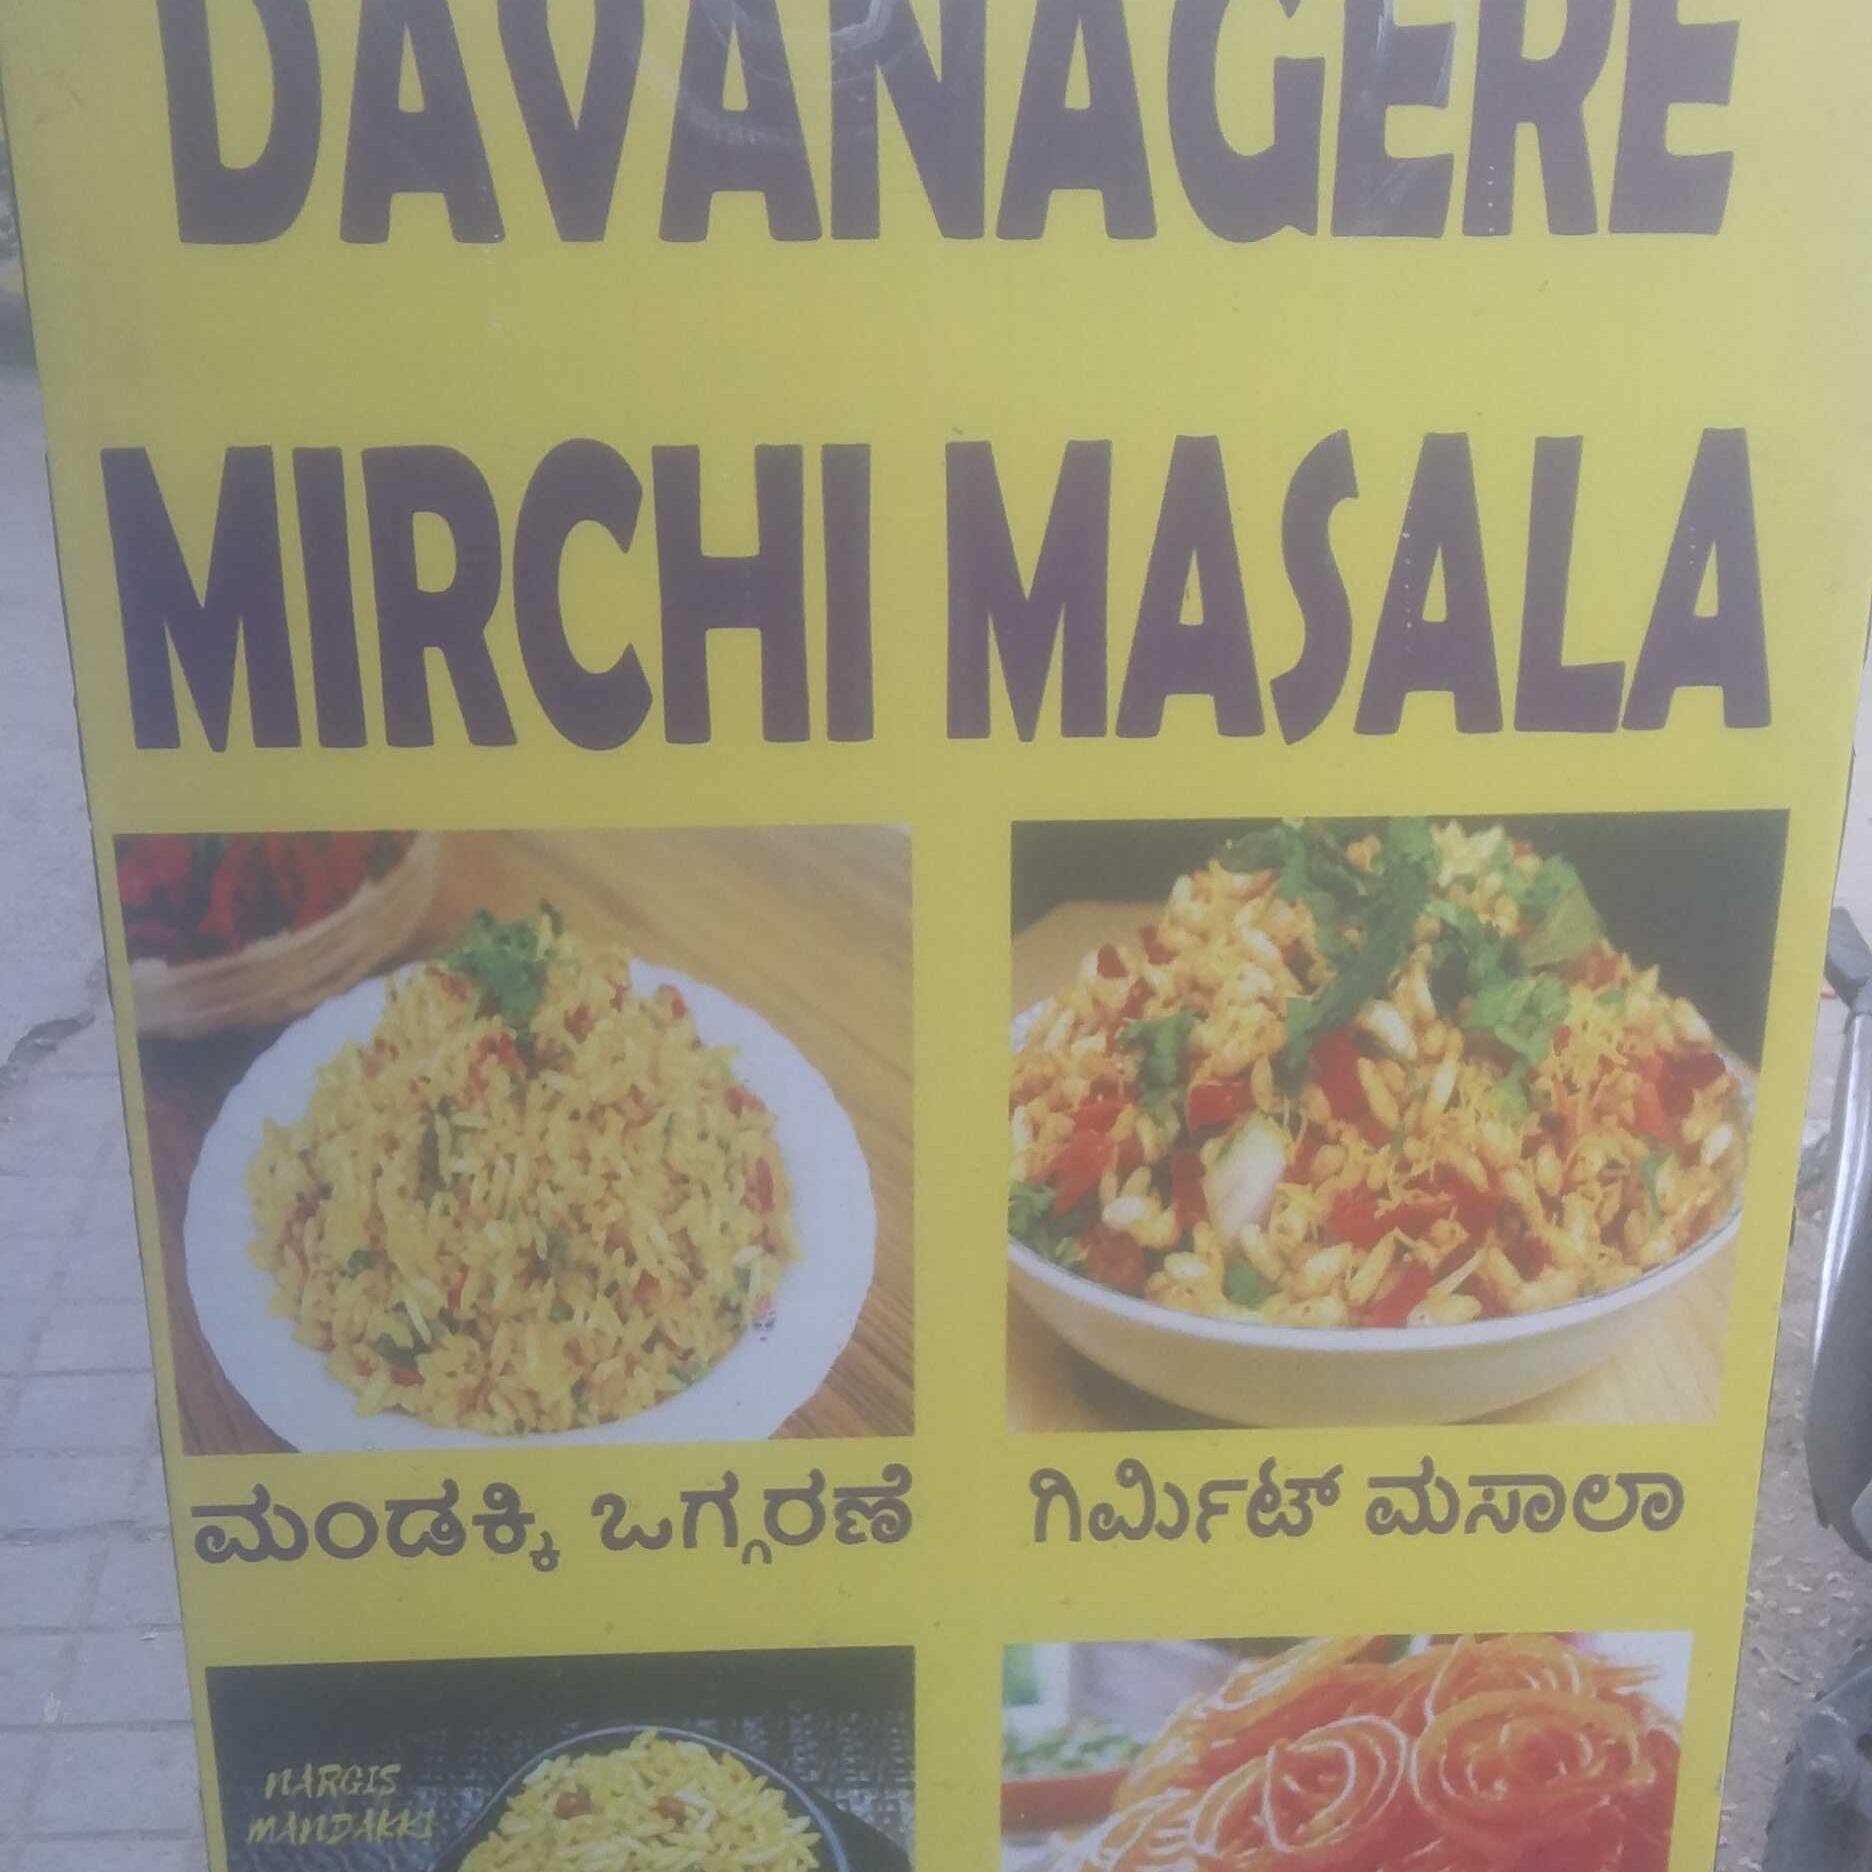 DAVANAGERE
MIRCHI MASALA
ಮಂಡಕ್ಕಿ ಒಗ್ಗರಣೆ
ಗಿರ್ಮಿಟ್ ಮಸಾಲಾ
NARGIS
MANDAKKI